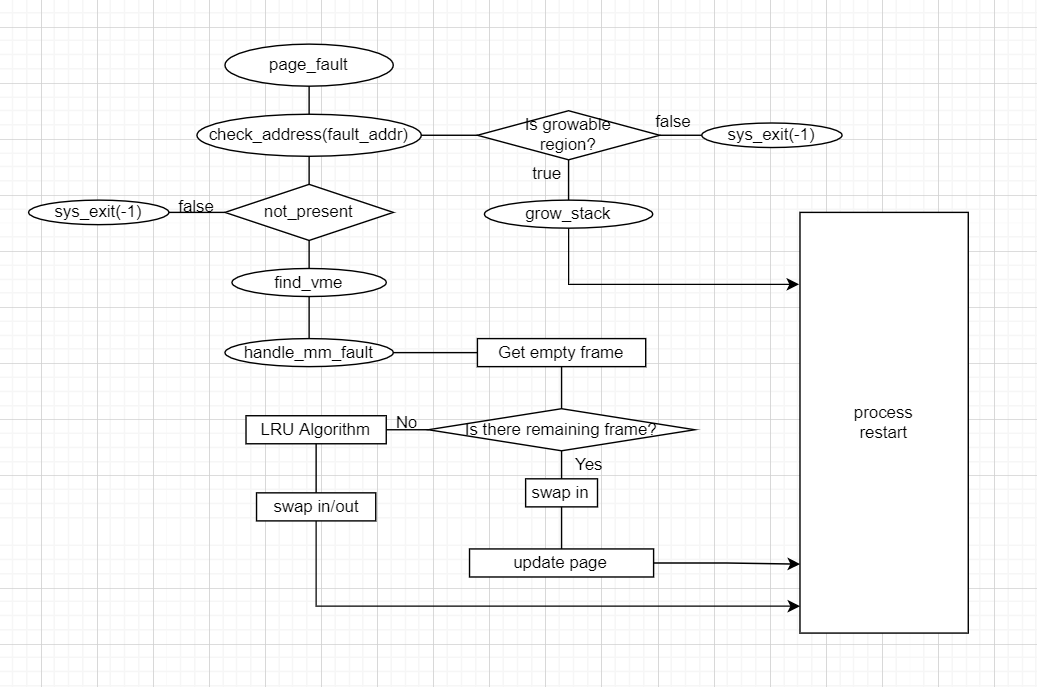 page_fault
check_address(fault_addr)
Is growable
region?
false
sys_exit(-1)
true
sys_exit(-1)
false
not_present
grow_stack
find_vme
handle_mm_fault
Get empty frame
process
restart
LRU Algorithm
No
Is there remaining frame?
Yes
swap in/out
swap in
update page